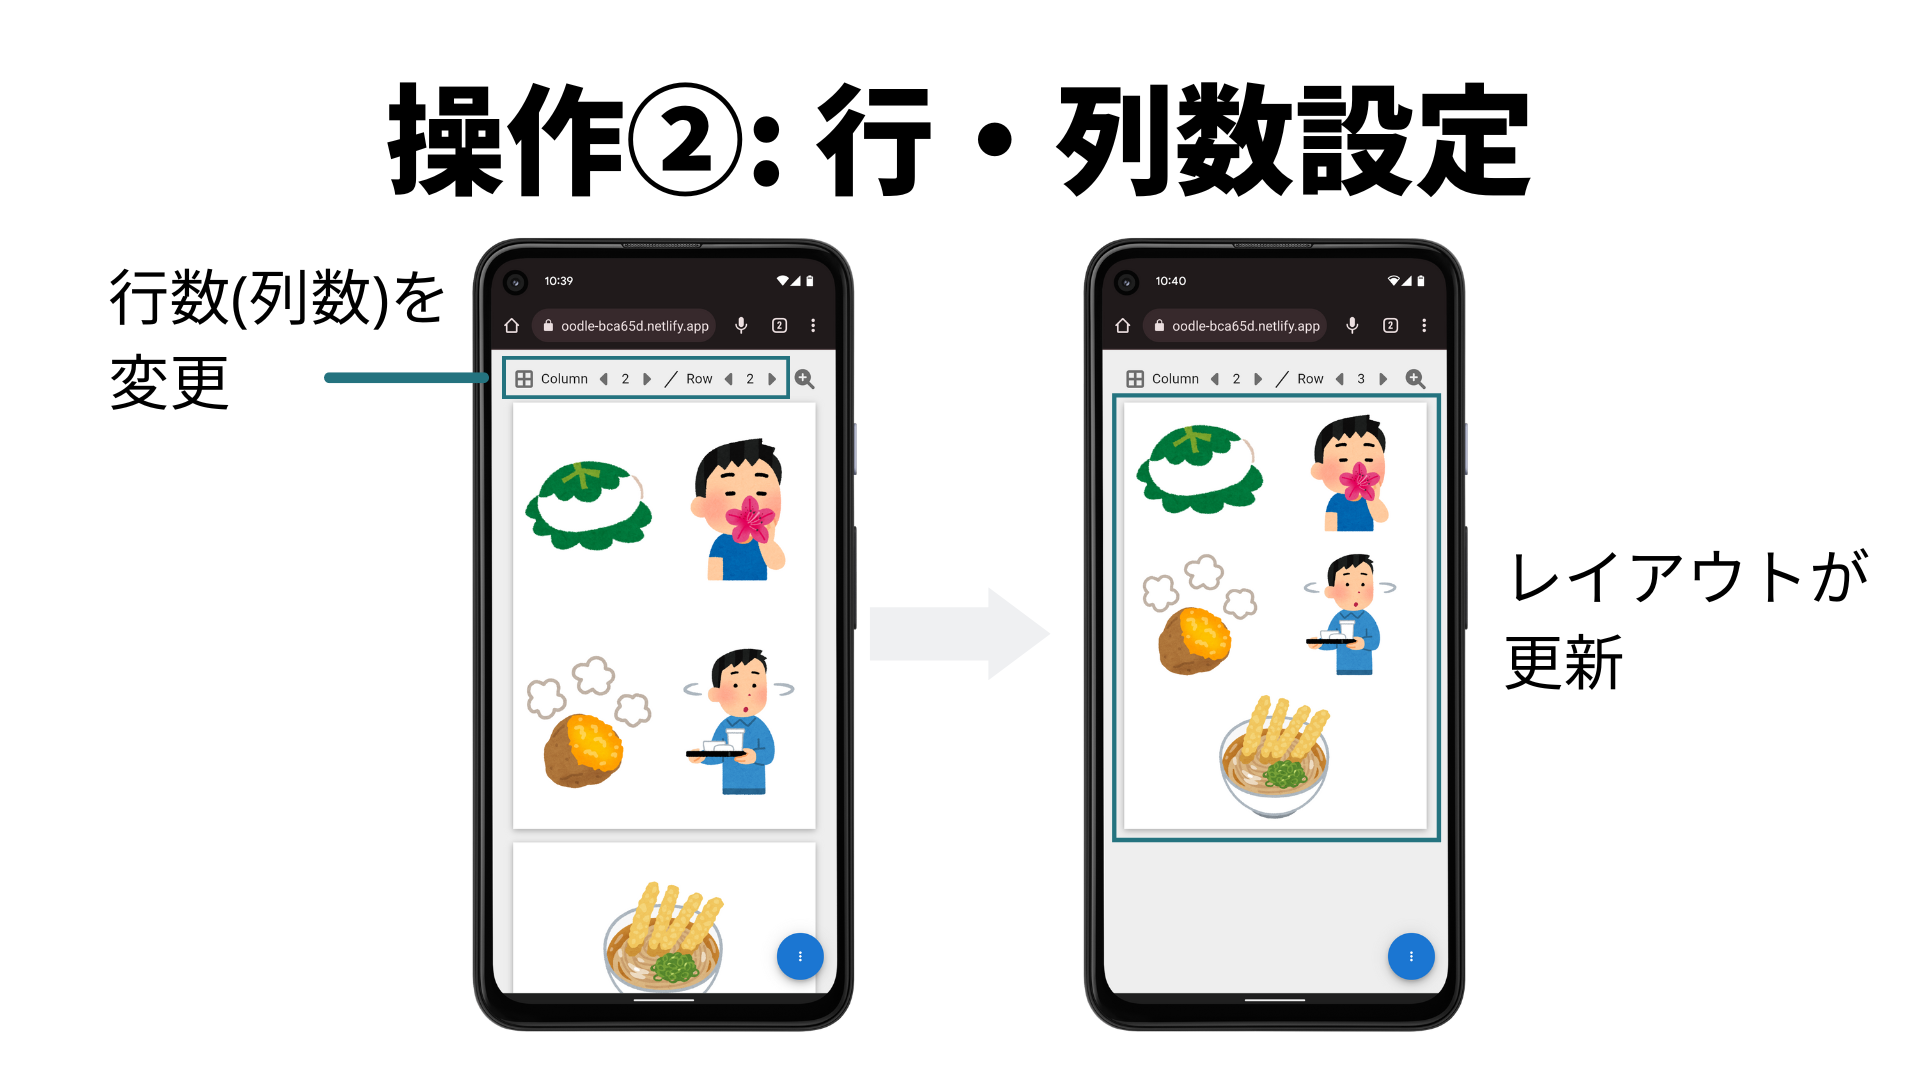 操作②: 行・列数設定
行数(列数)を
変更
10:39
oodle-bca65d.netlify.app
2
Column 2 Row 2
10:40
oodle-bca65d.netlify.app
2
Column 2 Row 3
レイアウトが
更新